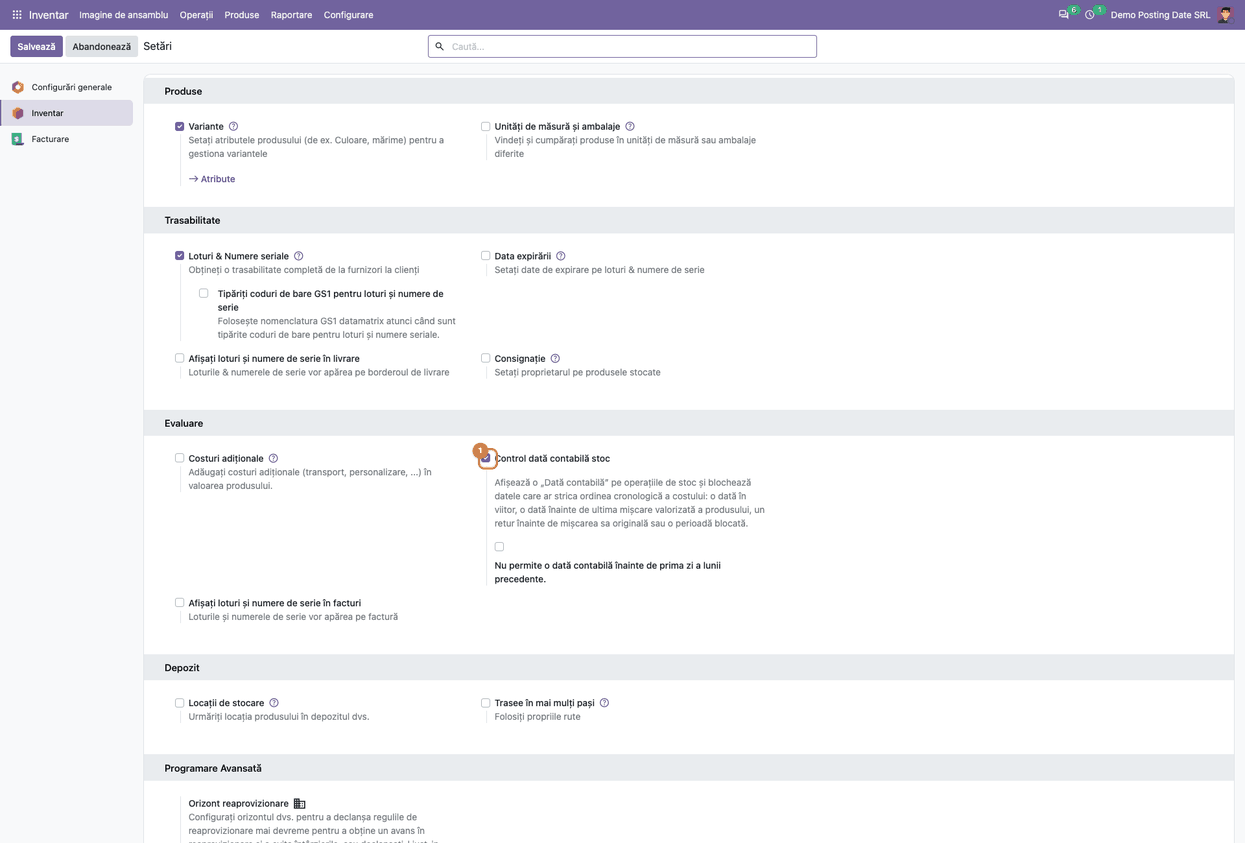 Inventar Imagine de ansamblu Operații Produse Raportare Configurare 6 1 Demo Posting Date SRL
Salvează Abandonează Setări Caută...
Configurări generale
Inventar
Facturare
Produse
Variante
Setați atributele produsului (de ex. Culoare, mărime) pentru a
gestiona variantele
Atribute
Unități de măsură și ambalaje
Vindeți și cumpărați produse în unități de măsură sau ambalaje
diferite
Trasabilitate
Loturi & Numere seriale
Obțineți o trasabilitate completă de la furnizori la clienți
Tipăriți coduri de bare GS1 pentru loturi și numere de
serie
Folosește nomenclatura GS1 datamatrix atunci când sunt
tipărite coduri de bare pentru loturi și numere seriale.
Data expirării
Setați date de expirare pe loturi & numere de serie
Afișați loturi și numere de serie în livrare
Loturile & numerele de serie vor apărea pe borderoul de livrare
Consignație
Setați proprietarul pe produsele stocate
Evaluare
Costuri adiționale
Adăugați costuri adiționale (transport, personalizare, ...) în
valoarea produsului.
1
Control dată contabilă stoc
Afișează o „Dată contabilă" pe operațiile de stoc și blochează
datele care ar strica ordinea cronologică a costului: o dată în
viitor, o dată înainte de ultima mișcare valorizată a produsului, un
retur înainte de mișcarea sa originală sau o perioadă blocată.
Nu permite o dată contabilă înainte de prima zi a lunii
precedente.
Afișați loturi și numere de serie în facturi
Loturile și numerele de serie vor apărea pe factură
Depozit
Locații de stocare
Urmăriți locația produsului în depozitul dvs.
Trasee în mai mulți pași
Folosiți propriile rute
Programare Avansată
Orizont reaprovizionare
Configurați orizontul dvs. pentru a declanșa regulile de
reaprovizionare mai devreme pentru a obține un avans în